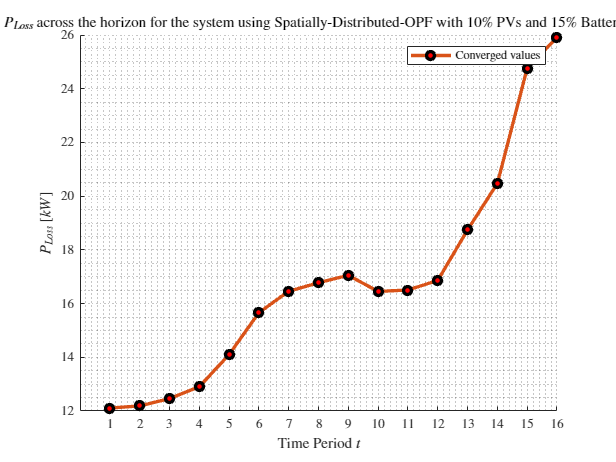 P_Loss across the horizon for the system using Spatially-Distributed-OPF with 10% PVs and 15% Batter
26
24
22
20
18
16
14
12
P_Loss [kW]
Converged values
1 2 3 4 5 6 7 8 9 10 11 12 13 14 15 16
Time Period t